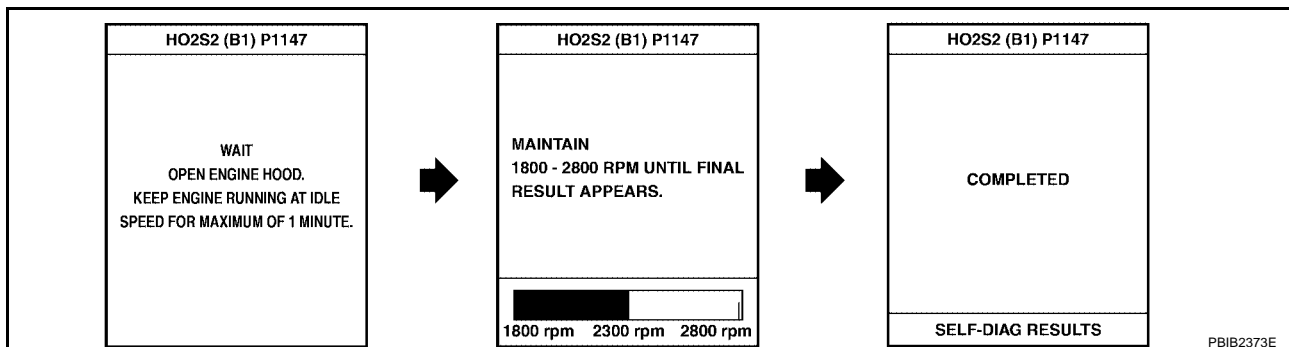 HO2S2 (B1) P1147
WAIT
OPEN ENGINE HOOD.
KEEP ENGINE RUNNING AT IDLE
SPEED FOR MAXIMUM OF 1 MINUTE.
HO2S2 (B1) P1147
MAINTAIN
1800 - 2800 RPM UNTIL FINAL
RESULT APPEARS.
1800 rpm 2300 rpm 2800 rpm
HO2S2 (B1) P1147
COMPLETED
SELF-DIAG RESULTS
PBIB2373E